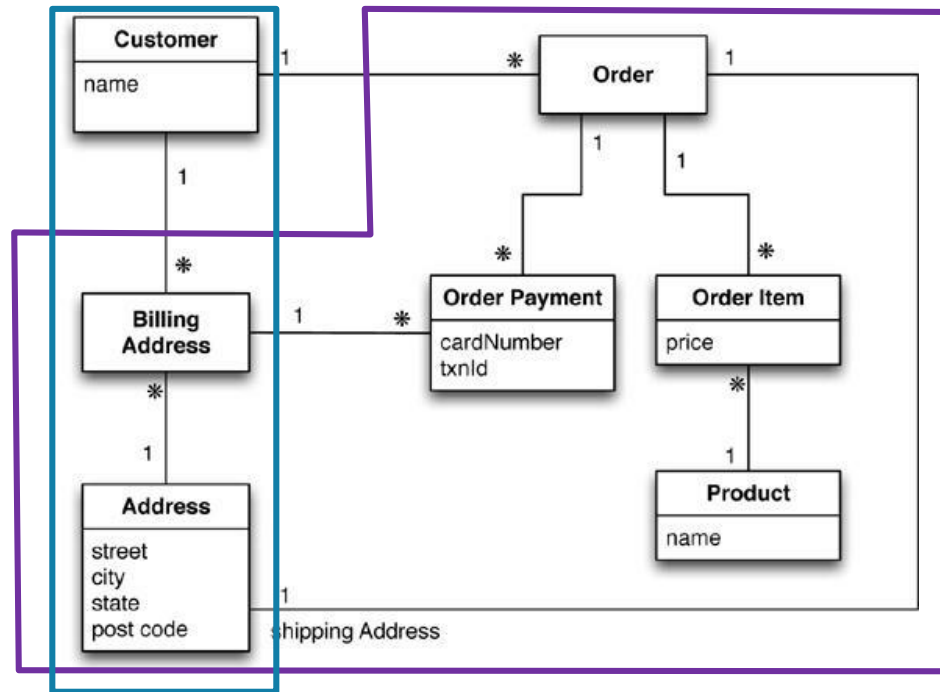 Customer
name
1
*
Order
1
1
1
1
*
*
*
Billing
Address
1
*
Order Payment
cardNumber
txnId
Order Item
price
*
*
1
1
Address
street
city
state
post code
Product
name
1
shipping Address